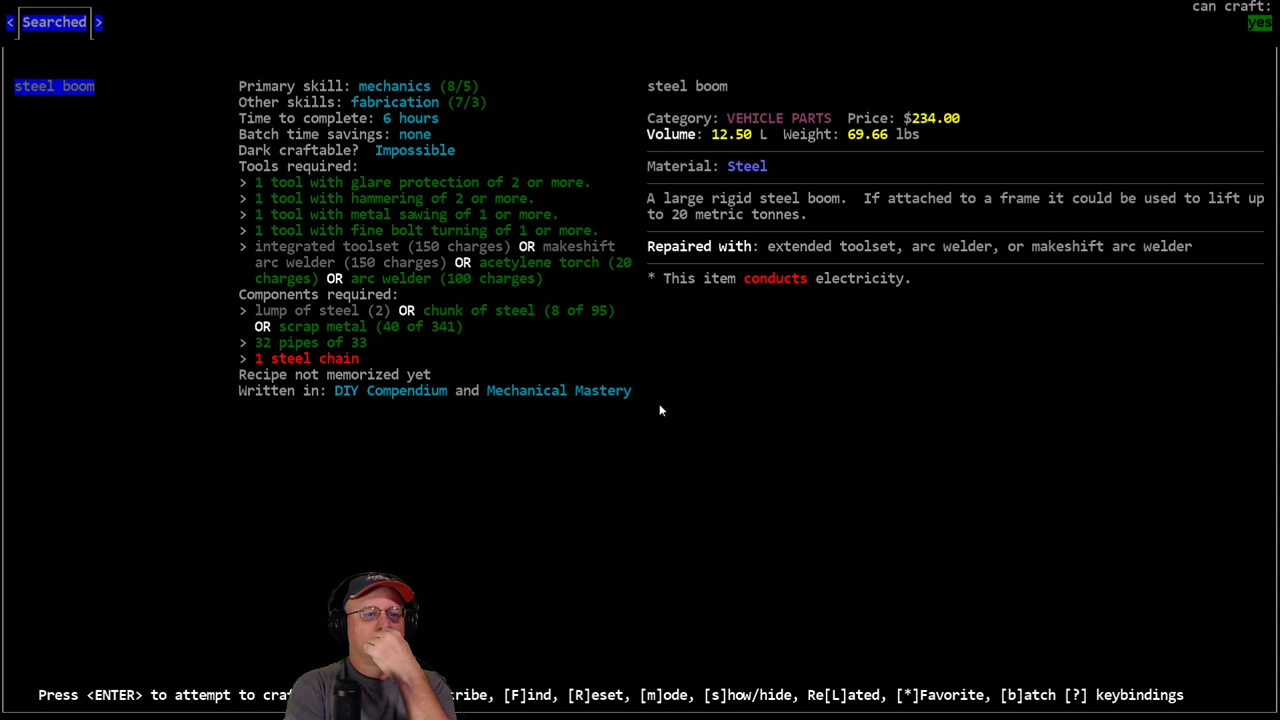 can craft:
< Searched > yes
steel boom
Primary skill: mechanics (8/5)
Other skills: fabrication (7/3)
Time to complete: 6 hours
Batch time savings: none
Dark craftable? Impossible
Tools required:
> 1 tool with glare protection of 2 or more.
> 1 tool with hammering of 2 or more.
> 1 tool with metal sawing of 1 or more.
> 1 tool with fine bolt turning of 1 or more.
> integrated toolset (150 charges) OR makeshift
arc welder (150 charges) OR acetylene torch (20
charges) OR arc welder (100 charges)
Components required:
> lump of steel (2) OR chunk of steel (8 of 95)
OR scrap metal (40 of 341)
> 32 pipes of 33
> 1 steel chain
Recipe not memorized yet
Written in: DIY Compendium and Mechanical Mastery
steel boom
Category: VEHICLE PARTS Price: $234.00
Volume: 12.50 L Weight: 69.66 lbs
Material: Steel
A large rigid steel boom. If attached to a frame it could be used to lift up
to 20 metric tonnes.
Repaired with: extended toolset, arc welder, or makeshift arc welder
* This item conducts electricity.
Press <ENTER> to attempt to cra cribe, [F]ind, [R]eset, [m]ode, [s]how/hide, Re[L]ated, [*]Favorite, [b]atch [?] keybindings